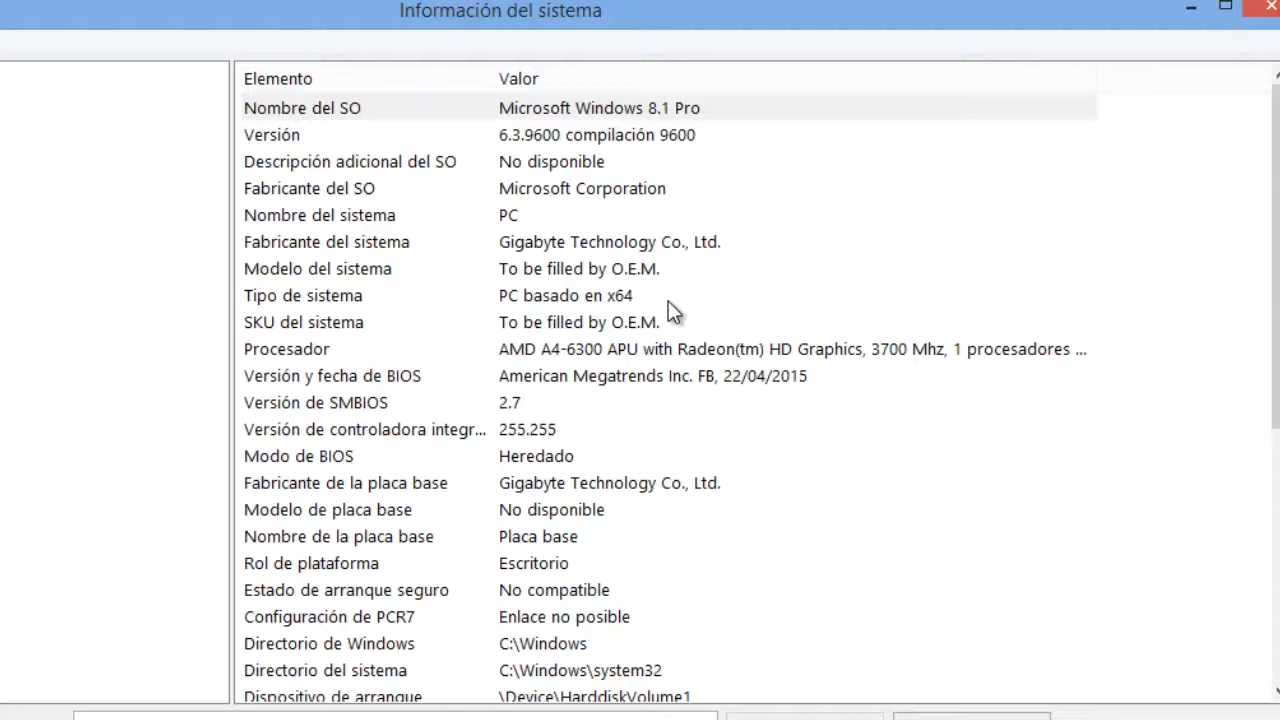 Información del sistema
Elemento Valor
Nombre del SO Microsoft Windows 8.1 Pro
Versión 6.3.9600 compilación 9600
Descripción adicional del SO No disponible
Fabricante del SO Microsoft Corporation
Nombre del sistema PC
Fabricante del sistema Gigabyte Technology Co., Ltd.
Modelo del sistema To be filled by O.E.M.
Tipo de sistema PC basado en x64
SKU del sistema To be filled by O.E.M.
Procesador AMD A4-6300 APU with Radeon(tm) HD Graphics, 3700 Mhz, 1 procesadores ...
Versión y fecha de BIOS American Megatrends Inc. FB, 22/04/2015
Versión de SMBIOS 2.7
Versión de controladora integr... 255.255
Modo de BIOS Heredado
Fabricante de la placa base Gigabyte Technology Co., Ltd.
Modelo de placa base No disponible
Nombre de la placa base Placa base
Rol de plataforma Escritorio
Estado de arranque seguro No compatible
Configuración de PCR7 Enlace no posible
Directorio de Windows C:\Windows
Directorio del sistema C:\Windows\system32
Dispositivo de arranque \Device\HarddiskVolume1